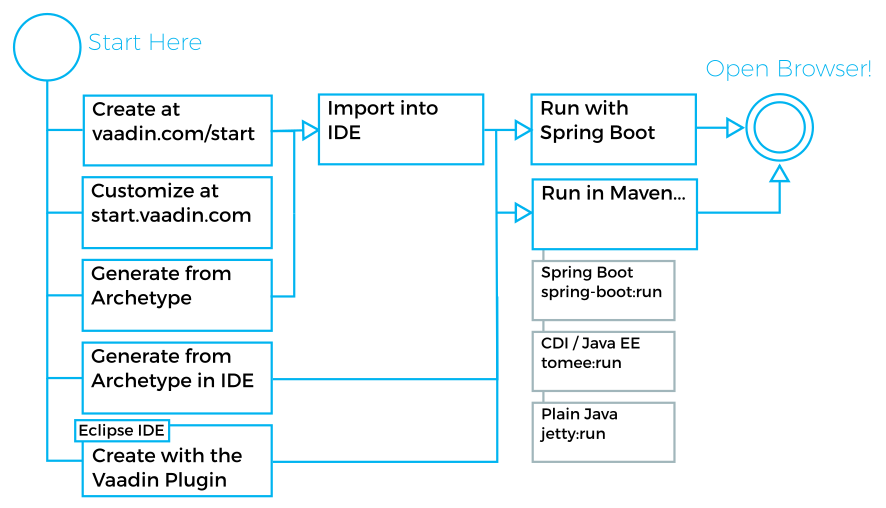 Start Here
Open Browser!
Create at
vaadin.com/start
Import into
IDE
Run with
Spring Boot
Customize at
start.vaadin.com
Run in Maven...
Generate from
Archetype
Spring Boot
spring-boot:run
Generate from
Archetype in IDE
CDI / Java EE
tomee:run
Eclipse IDE
Create with the
Vaadin Plugin
Plain Java
jetty:run